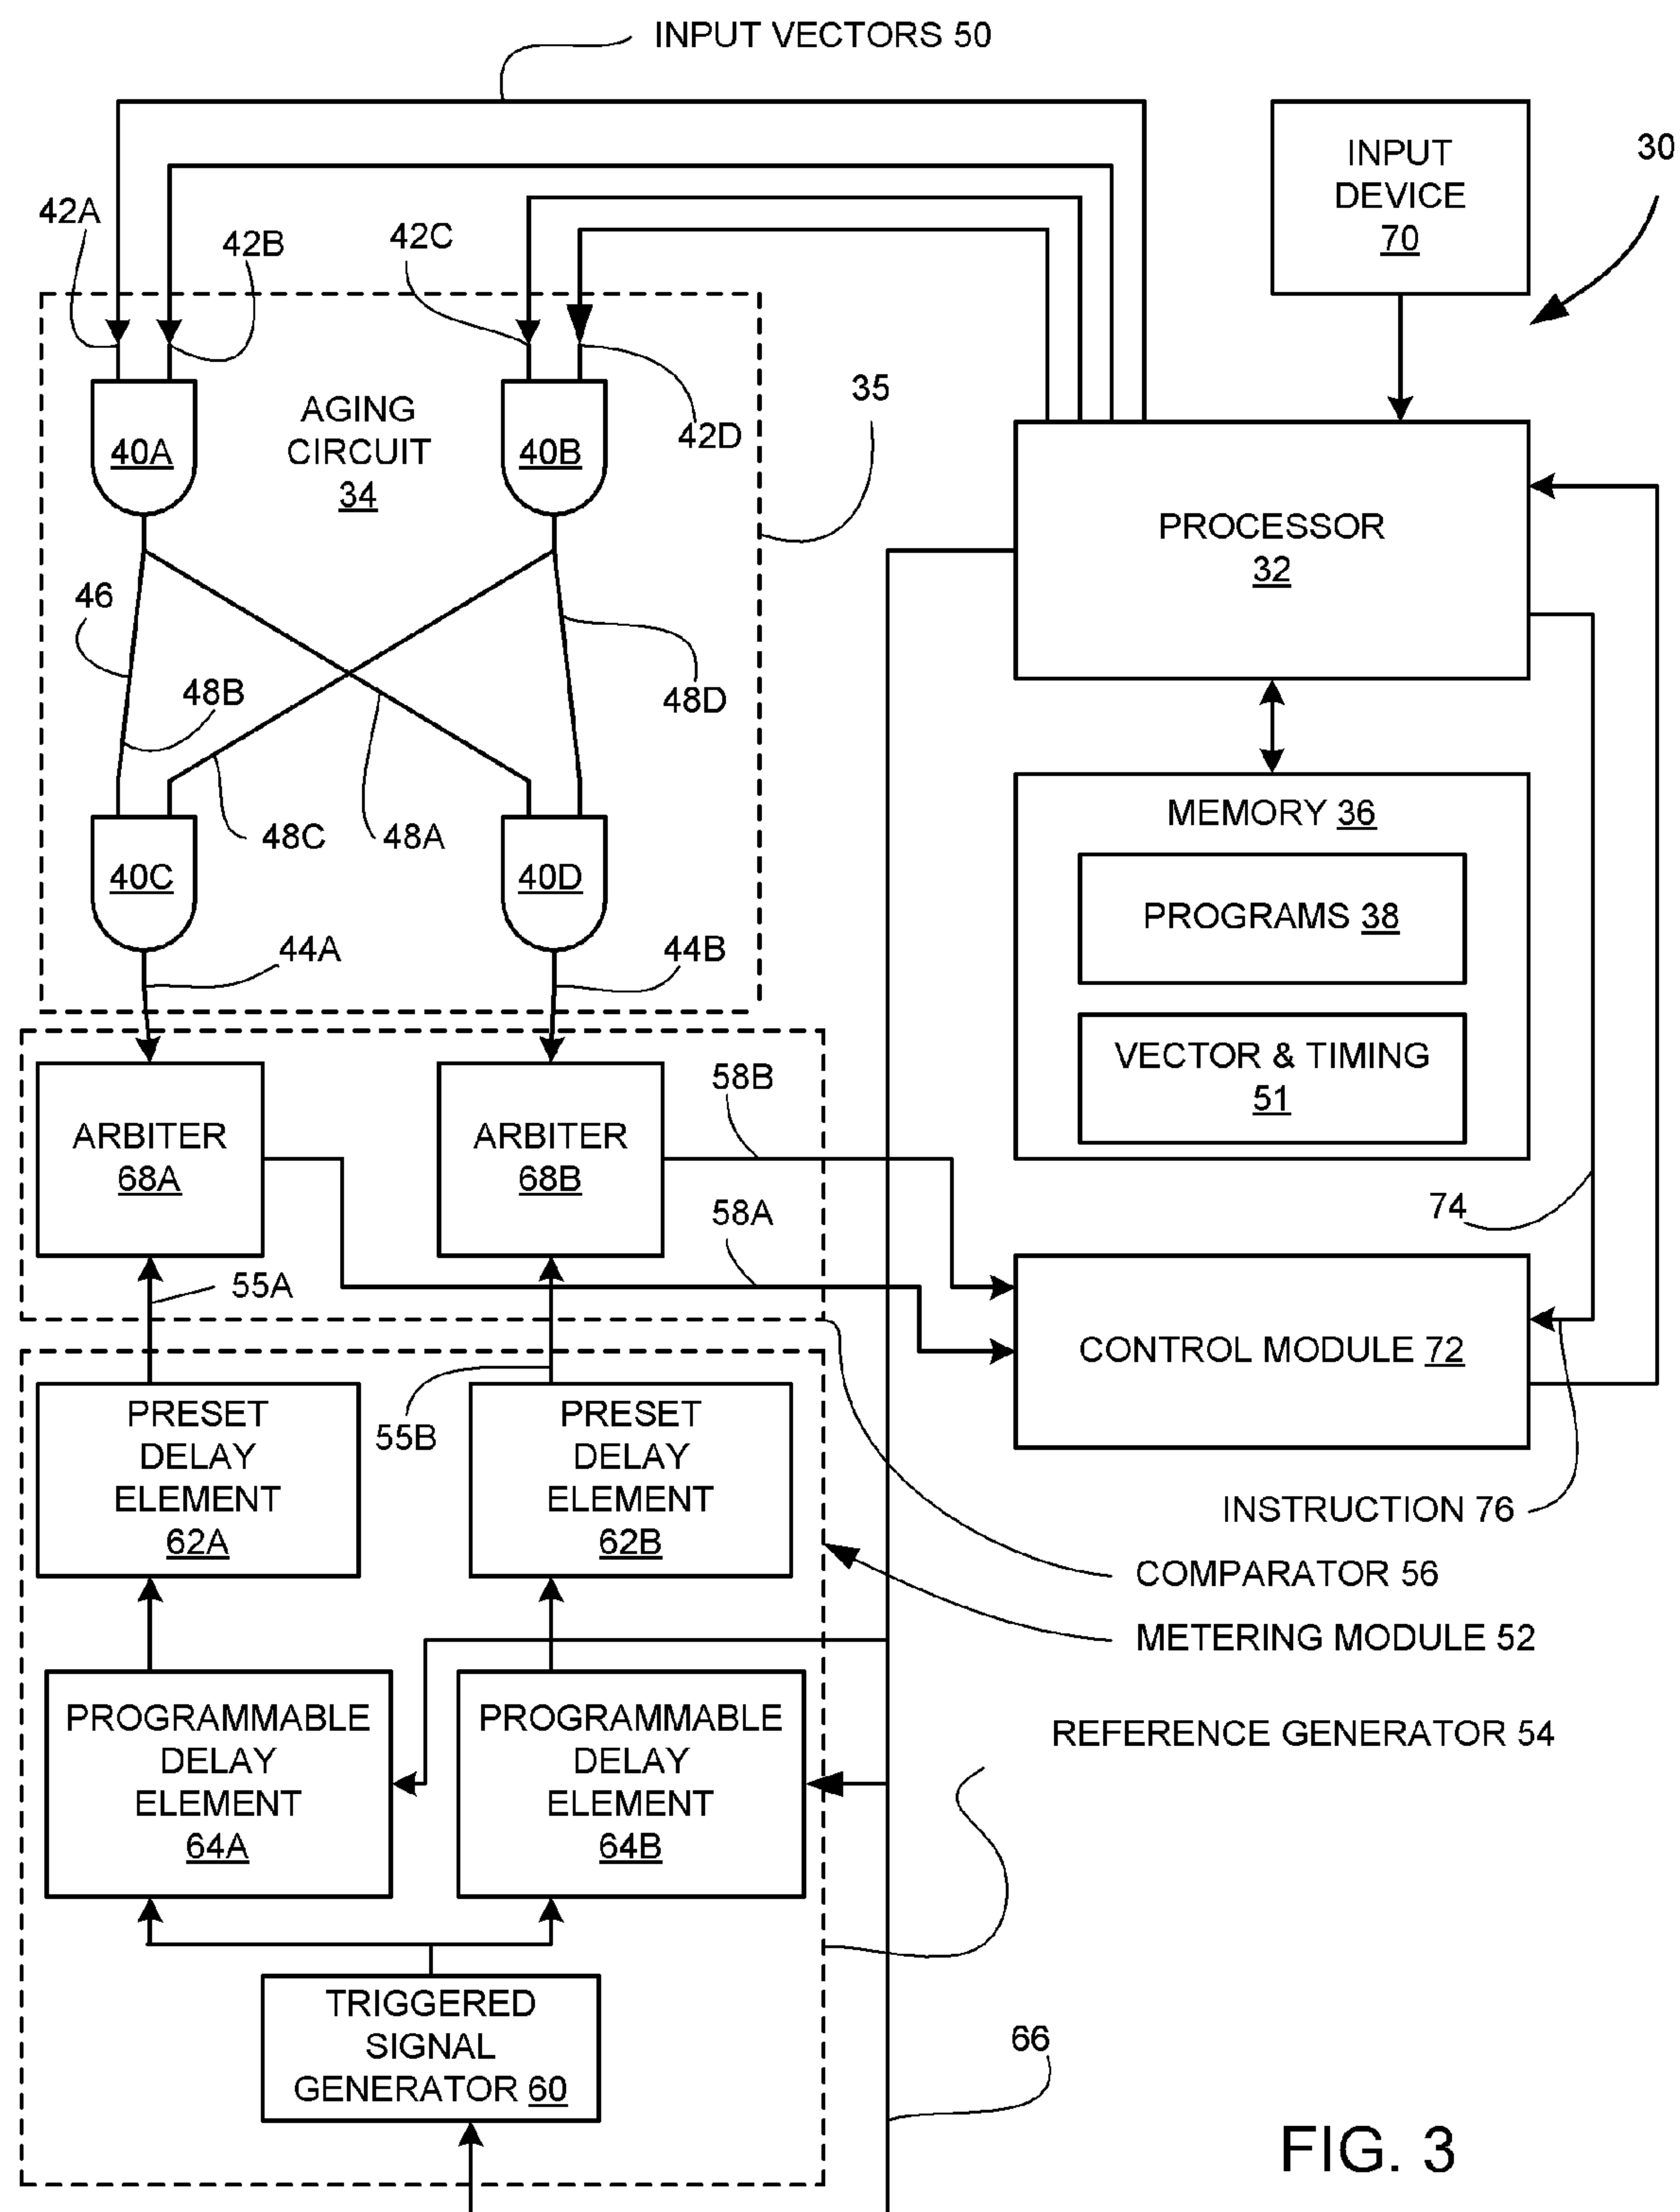 INPUT VECTORS 50
INPUT
DEVICE
70
30
42A
42B
42C
42D
35
AGING
CIRCUIT
34
40A
40B
PROCESSOR
32
46
48B
48D
48C
48A
40C
40D
44A
44B
MEMORY 36
PROGRAMS 38
VECTOR & TIMING
51
ARBITER
68A
ARBITER
68B
58B
58A
74
55A
55B
CONTROL MODULE 72
PRESET
DELAY
ELEMENT
62A
PRESET
DELAY
ELEMENT
62B
INSTRUCTION 76
COMPARATOR 56
METERING MODULE 52
PROGRAMMABLE
DELAY
ELEMENT
64A
PROGRAMMABLE
DELAY
ELEMENT
64B
REFERENCE GENERATOR 54
TRIGGERED
SIGNAL
GENERATOR 60
66
FIG. 3